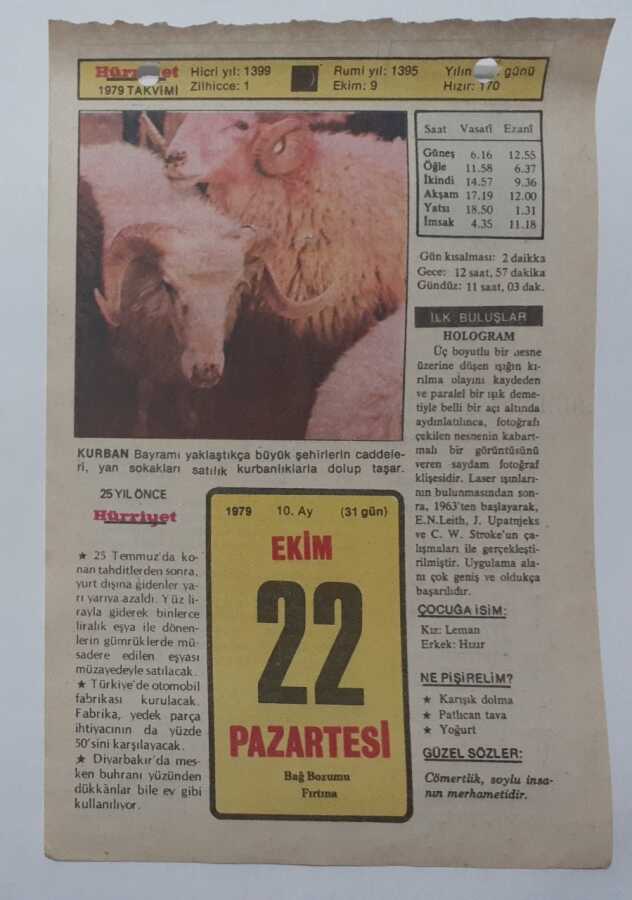 Hürriyet
1979 TAKVİMİ
Hicri yıl: 1399
Zilhicce: 1
Rumi yıl: 1395
Ekim: 9
Yılın günü
Hızır: 170
Saat Vasatî Ezanî
Güneş 6.16 12.55
Öğle 11.58 6.37
İkindi 14.57 9.36
Akşam 17.19 12.00
Yatsı 18.50 1.31
İmsak 4.35 11.18
Gün kısalması: 2 daikka
Gece: 12 saat, 57 dakika
Gündüz: 11 saat, 03 dak.
İLK BULUŞLAR
HOLOGRAM
Üç boyutlu bir nesne
üzerine düşen ışığın kı-
rılma olayını kaydeden
ve paralel bir ışık deme-
tiyle belli bir açı altında
aydınlatılınca, fotoğrafı
çekilen nesnenin kabart-
malı bir görüntüsünü
veren saydam fotoğraf
klişesidir. Laser ışınları-
nın bulunmasından son-
ra, 1963'ten başlayarak,
E.N.Leith, J. Upatnjeks
ve C. W. Stroke'un ça-
lışmaları ile gerçekleşti-
rilmiştir. Uygulama ala-
nı çok geniş ve oldukça
başarılıdır.
ÇOCUĞA İSİM:
Kız: Leman
Erkek: Hızır
NE PİŞİRELİM?
★ Karışık dolma
★ Patlıcan tava
★ Yoğurt
GÜZEL SÖZLER:
Cömertlik, soylu insa-
nın merhametidir.
KURBAN Bayramı yaklaştıkça büyük şehirlerin caddele-
ri, yan sokakları satılık kurbanlıklarla dolup taşar.
25 YIL ÖNCE
Hürriyet
★ 25 Temmuz'da ko-
nan tahditlerden sonra,
yurt dışına gidenler ya-
rı yarıya azaldı. Yüz li-
rayla giderek binlerce
liralık eşya ile dönen-
lerin gümrüklerde mü-
sadere edilen eşyası
müzayedeyle satılacak.
★ Türkiye'de otomobil
fabrikası kurulacak.
Fabrika, yedek parça
ihtiyacının da yüzde
50'sini karşılayacak.
★ Diyarbakır'da mes-
ken buhranı yüzünden
dükkânlar bile ev gibi
kullanılıyor.
1979 10. Ay (31 gün)
EKİM
22
PAZARTESİ
Bağ Bozumu
Fırtına